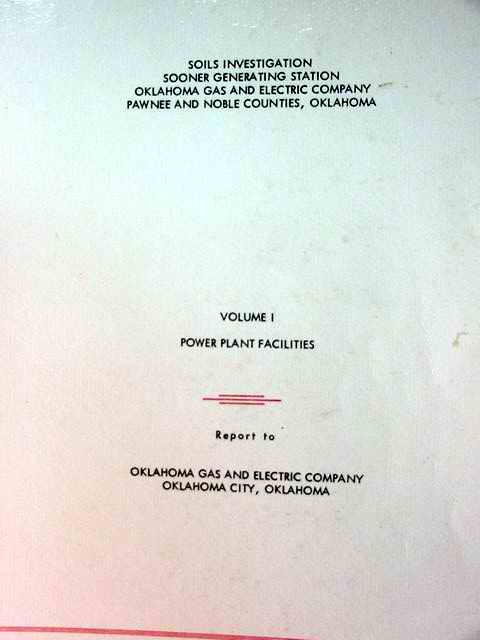 SOILS INVESTIGATION
SOONER GENERATING STATION
OKLAHOMA GAS AND ELECTRIC COMPANY
PAWNEE AND NOBLE COUNTIES, OKLAHOMA
VOLUME I
POWER PLANT FACILITIES
Report to
OKLAHOMA GAS AND ELECTRIC COMPANY
OKLAHOMA CITY, OKLAHOMA